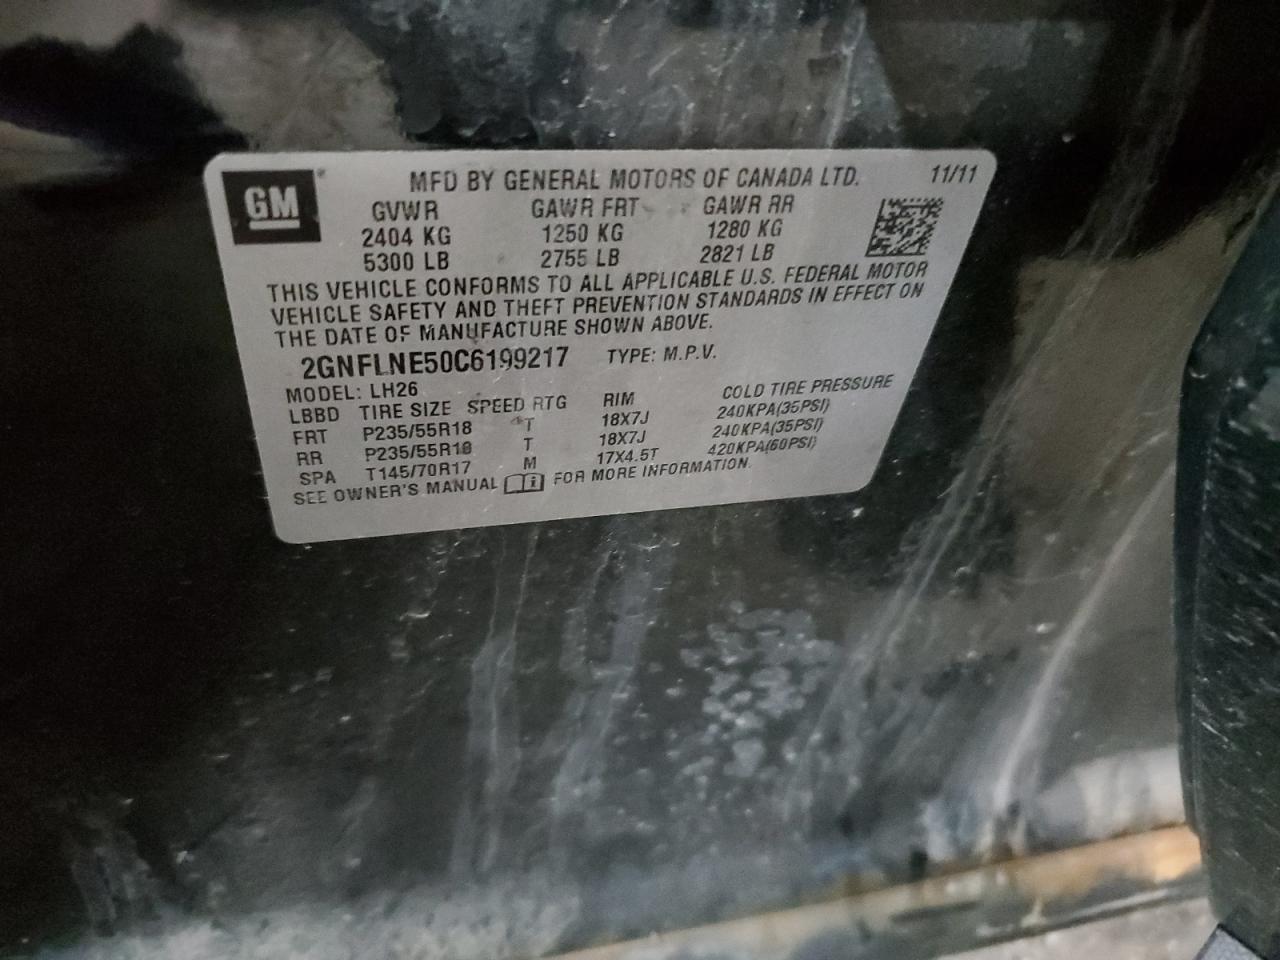 GM
MFD BY GENERAL MOTORS OF CANADA LTD. 11/11
GVWR GAWR FRT GAWR RR
2404 KG 1250 KG 1280 KG
5300 LB 2755 LB 2821 LB
THIS VEHICLE CONFORMS TO ALL APPLICABLE U.S. FEDERAL MOTOR
VEHICLE SAFETY AND THEFT PREVENTION STANDARDS IN EFFECT ON
THE DATE OF MANUFACTURE SHOWN ABOVE.
2GNFLNE50C6199217 TYPE: M.P.V.
MODEL: LH26
LBBD TIRE SIZE SPEED RTG RIM COLD TIRE PRESSURE
FRT P235/55R18 T 18X7J 240KPA(35PSI)
RR P235/55R18 T 18X7J 240KPA(35PSI)
SPA T145/70R17 M 17X4.5T 420KPA(60PSI)
SEE OWNER'S MANUAL FOR MORE INFORMATION.